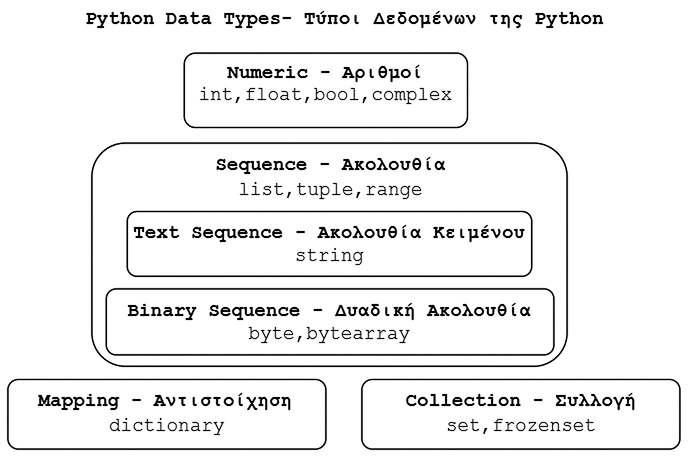 Python Data Types- Τύποι Δεδομένων της Python
Numeric - Αριθμοί
int,float,bool,complex
Sequence - Ακολουθία
list,tuple,range
Text Sequence - Ακολουθία Κειμένου
string
Binary Sequence - Δυαδική Ακολουθία
byte,bytearray
Mapping - Αντιστοίχηση
dictionary
Collection - Συλλογή
set,frozenset